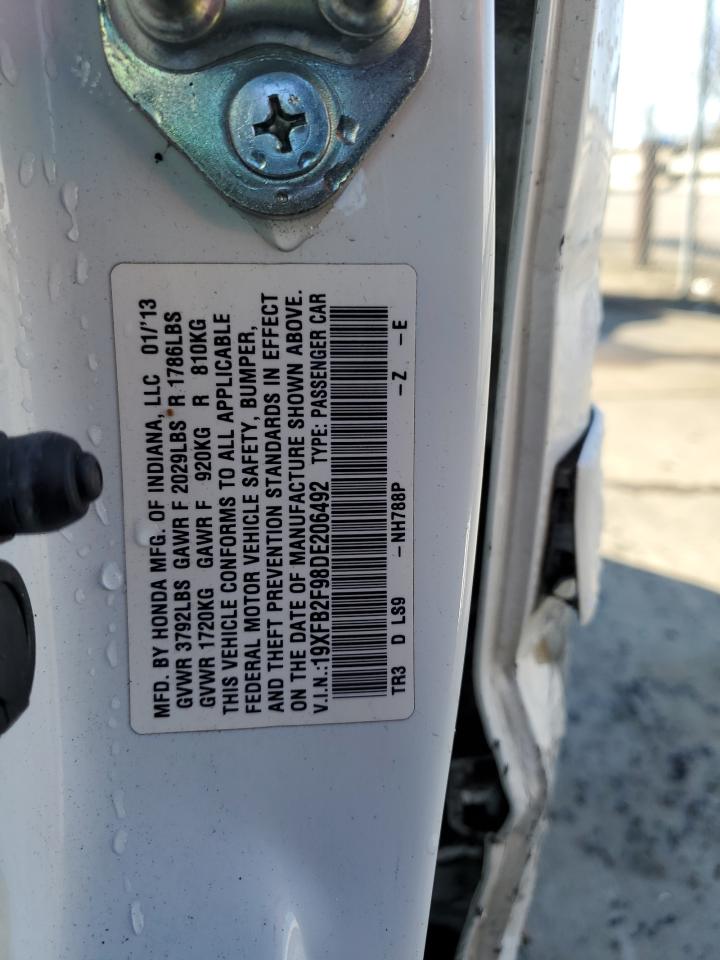 MFD. BY HONDA MFG. OF INDIANA, LLC 01/'13
GVWR 3792LBS GAWR F 2029LBS R 1786LBS
GVWR 1720KG GAWR F 920KG R 810KG
THIS VEHICLE CONFORMS TO ALL APPLICABLE
FEDERAL MOTOR VEHICLE SAFETY, BUMPER,
AND THEFT PREVENTION STANDARDS IN EFFECT
ON THE DATE OF MANUFACTURE SHOWN ABOVE.
V.I.N.:19XFB2F98DE206492 TYPE: PASSENGER CAR
TR3 D LS9 -NH788P -Z -E